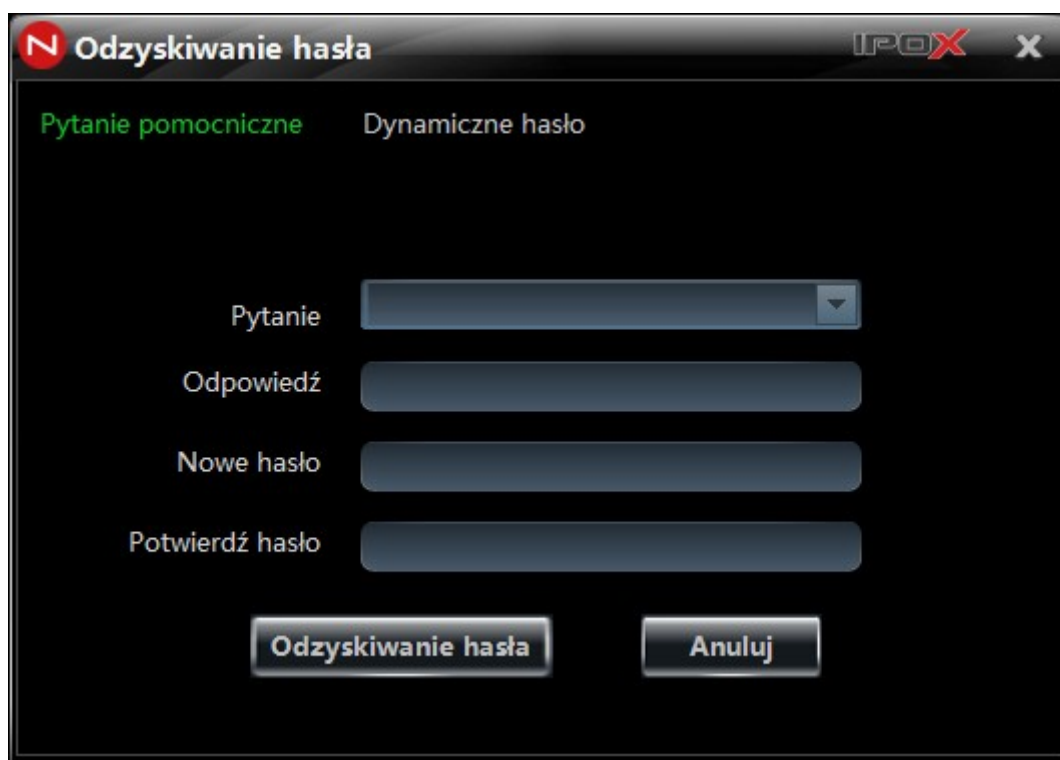 N Odzyskiwanie hasła IPOX X
Pytanie pomocniczne Dynamiczne hasło
Pytanie
Odpowiedź
Nowe hasło
Potwierdź hasło
Odzyskiwanie hasła Anuluj